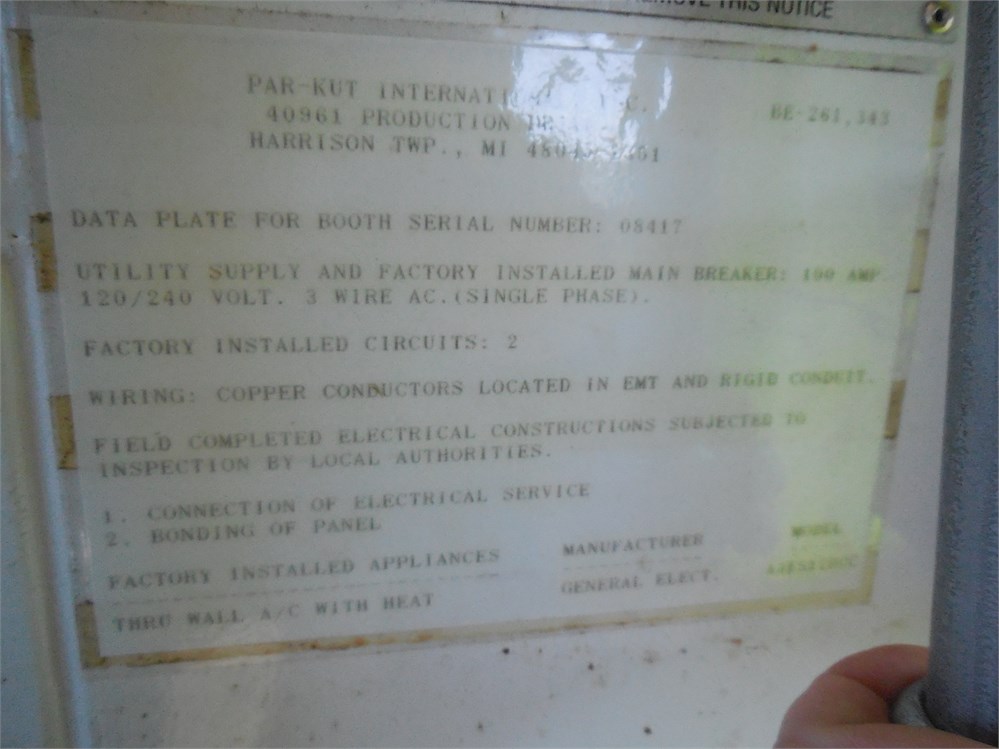 THIS NOTICE
PAR-KUT INTERNATI
40961 PRODUCTION
BE-261,343
HARRISON TWP., MI
DATA PLATE FOR BOOTH SERIAL NUMBER: 08417
UTILITY SUPPLY AND FACTORY INSTALLED MAIN BREAKER: 100 AMP
120/240 VOLT. 3 WIRE AC.(SINGLE PHASE).
FACTORY INSTALLED CIRCUITS: 2
WIRING: COPPER CONDUCTORS LOCATED IN EMT AND RIGID CONDUIT.
FIELD COMPLETED ELECTRICAL CONSTRUCTIONS SUBJECTED TO
INSPECTION BY LOCAL AUTHORITIES.
1. CONNECTION OF ELECTRICAL SERVICE
2. BONDING OF PANEL
FACTORY INSTALLED APPLIANCES MANUFACTURER MODEL
THRU WALL A/C WITH HEAT GENERAL ELECT.